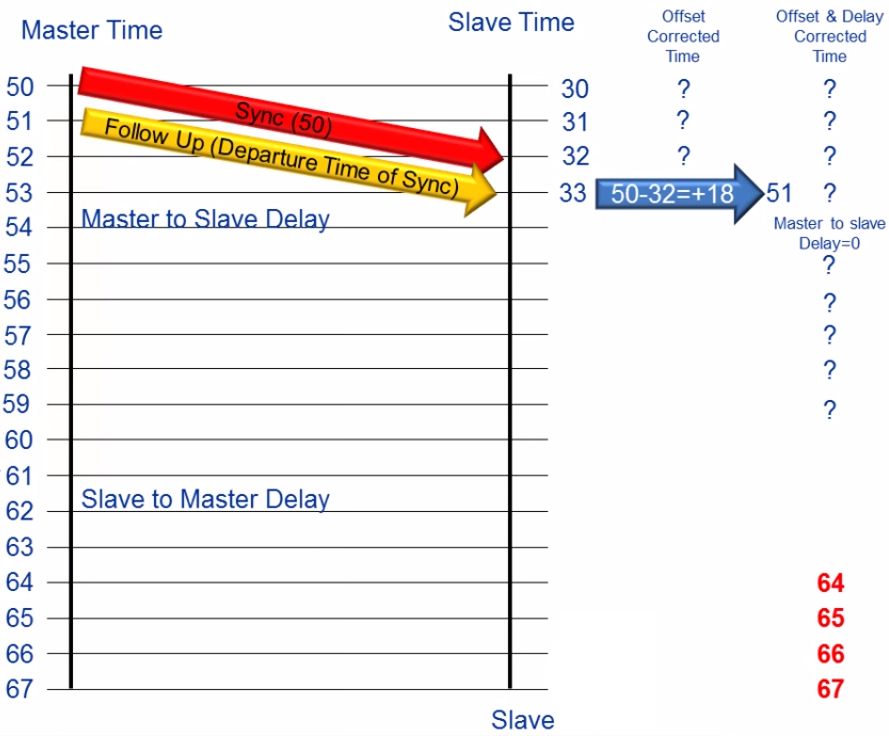 Master Time
Slave Time
Offset
Corrected
Time
Offset & Delay
Corrected
Time
50
30
?
?
Sync (50)
51
31
?
?
Follow Up (Departure Time of Sync)
52
32
?
?
53
33
50-32=+18
51
?
Master to Slave Delay
54
Master to slave
Delay=0
55
?
56
?
57
?
58
?
59
?
60
61
Slave to Master Delay
62
63
64
64
65
65
66
66
67
67
Slave